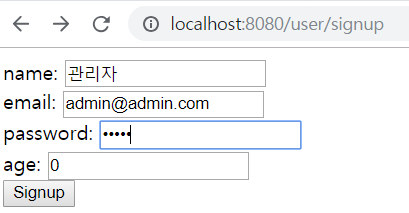 localhost:8080/user/signup
name: 관리자
email: admin@admin.com
password: •••••
age: 0
Signup